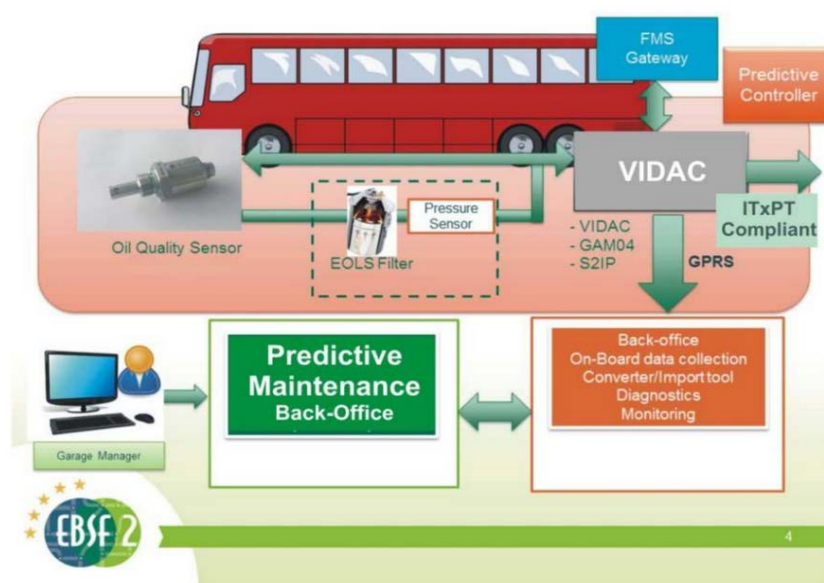 FMS
Gateway
Predictive
Controller
VIDAC
Pressure
Sensor
ITxPT
Compliant
Oil Quality Sensor
EOLS Filter
- VIDAC
- GAM04
- S2IP
GPRS
Predictive
Maintenance
Back-Office
Back-office
On-Board data collection
Converter/Import tool
Diagnostics
Monitoring
Garage Manager
EBSF 2
4